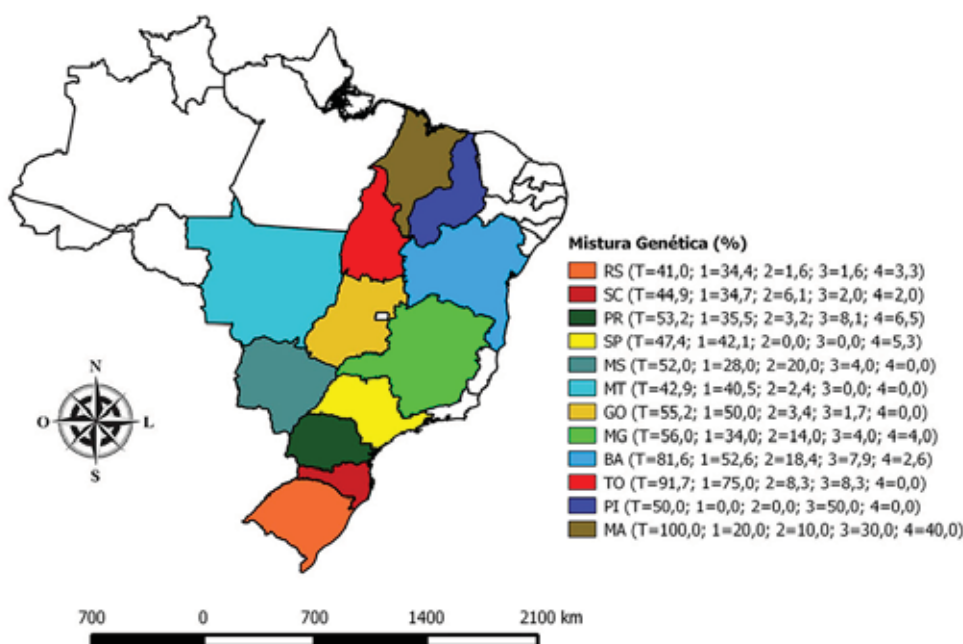 Mistura Genética (%)
RS (T=41,0; 1=34,4; 2=1,6; 3=1,6; 4=3,3)
SC (T=44,9; 1=34,7; 2=6,1; 3=2,0; 4=2,0)
PR (T=53,2; 1=35,5; 2=3,2; 3=8,1; 4=6,5)
SP (T=47,4; 1=42,1; 2=0,0; 3=0,0; 4=5,3)
MS (T=52,0; 1=28,0; 2=20,0; 3=4,0; 4=0,0)
MT (T=42,9; 1=40,5; 2=2,4; 3=0,0; 4=0,0)
GO (T=55,2; 1=50,0; 2=3,4; 3=1,7; 4=0,0)
MG (T=56,0; 1=34,0; 2=14,0; 3=4,0; 4=4,0)
BA (T=81,6; 1=52,6; 2=18,4; 3=7,9; 4=2,6)
TO (T=91,7; 1=75,0; 2=8,3; 3=8,3; 4=0,0)
PI (T=50,0; 1=0,0; 2=0,0; 3=50,0; 4=0,0)
MA (T=100,0; 1=20,0; 2=10,0; 3=30,0; 4=40,0)
N
O L
S
700 0 700 1400 2100 km